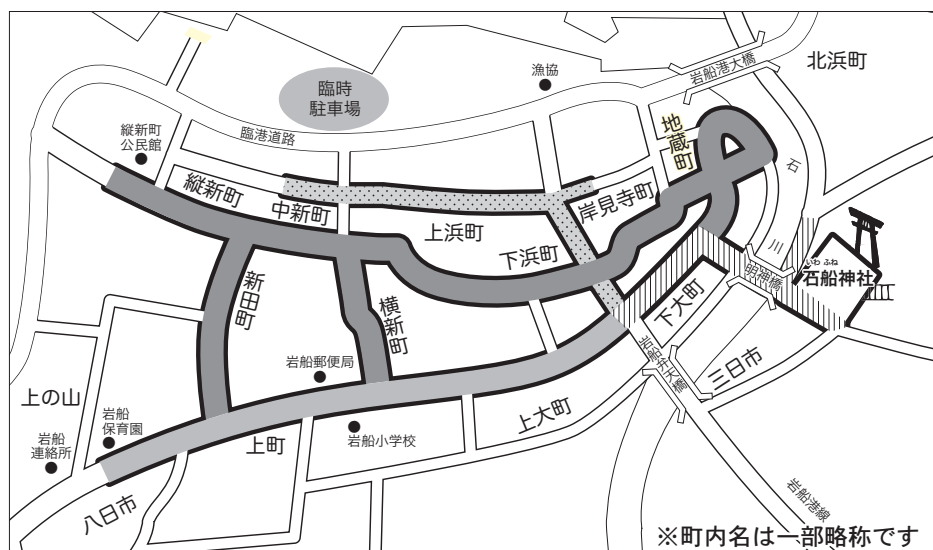 北浜町
岩船港大橋
漁協
臨時
駐車場
臨港道路
縦新町
公民館
地蔵町
石
川
縦新町
中新町
岸見寺町
上浜町
下浜町
いわふね
石船神社
明神橋
新田町
横新町
下大町
岩船弁天橋
三日市
岩船郵便局
上の山
岩船
保育園
岩船
連絡所
上町
岩船小学校
上大町
八日市
岩船港線
※町内名は一部略称です